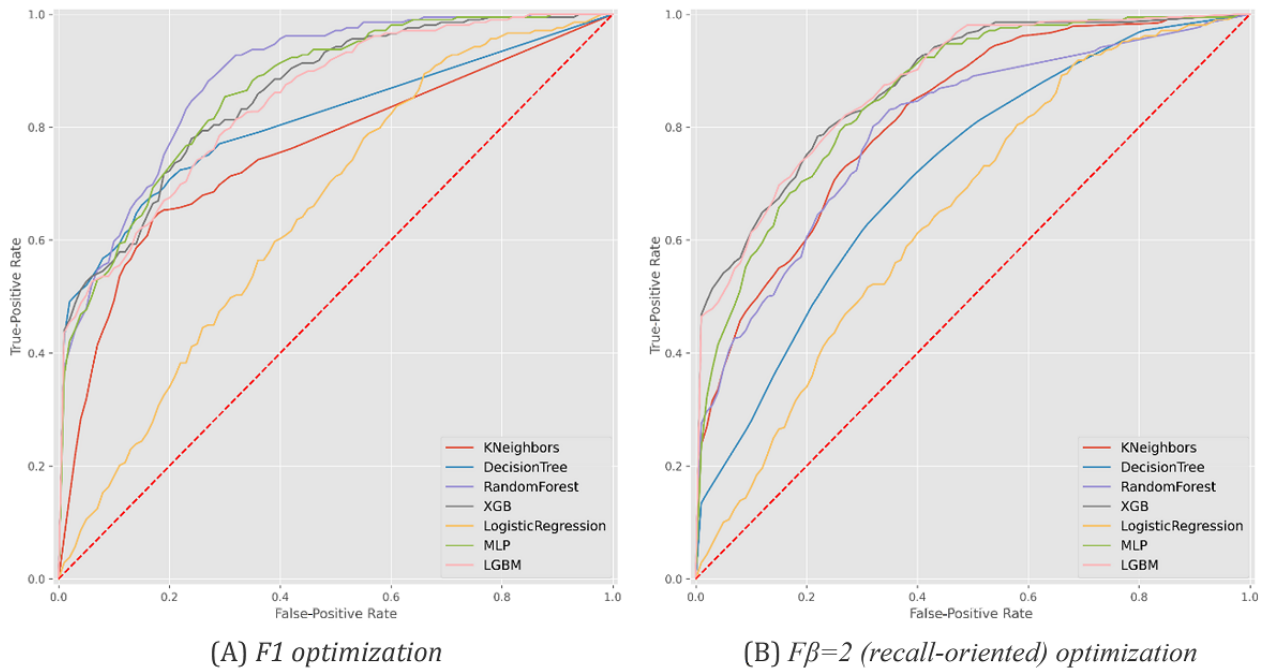 1.0
0.8
0.6
0.4
0.2
0.0
True-Positive Rate
KNeighbors
DecisionTree
RandomForest
XGB
LogisticRegression
MLP
LGBM
0.0 0.2 0.4 0.6 0.8 1.0
False-Positive Rate
(A) F1 optimization
1.0
0.8
0.6
0.4
0.2
0.0
True-Positive Rate
KNeighbors
DecisionTree
RandomForest
XGB
LogisticRegression
MLP
LGBM
0.0 0.2 0.4 0.6 0.8 1.0
False-Positive Rate
(B) Fβ=2 (recall-oriented) optimization